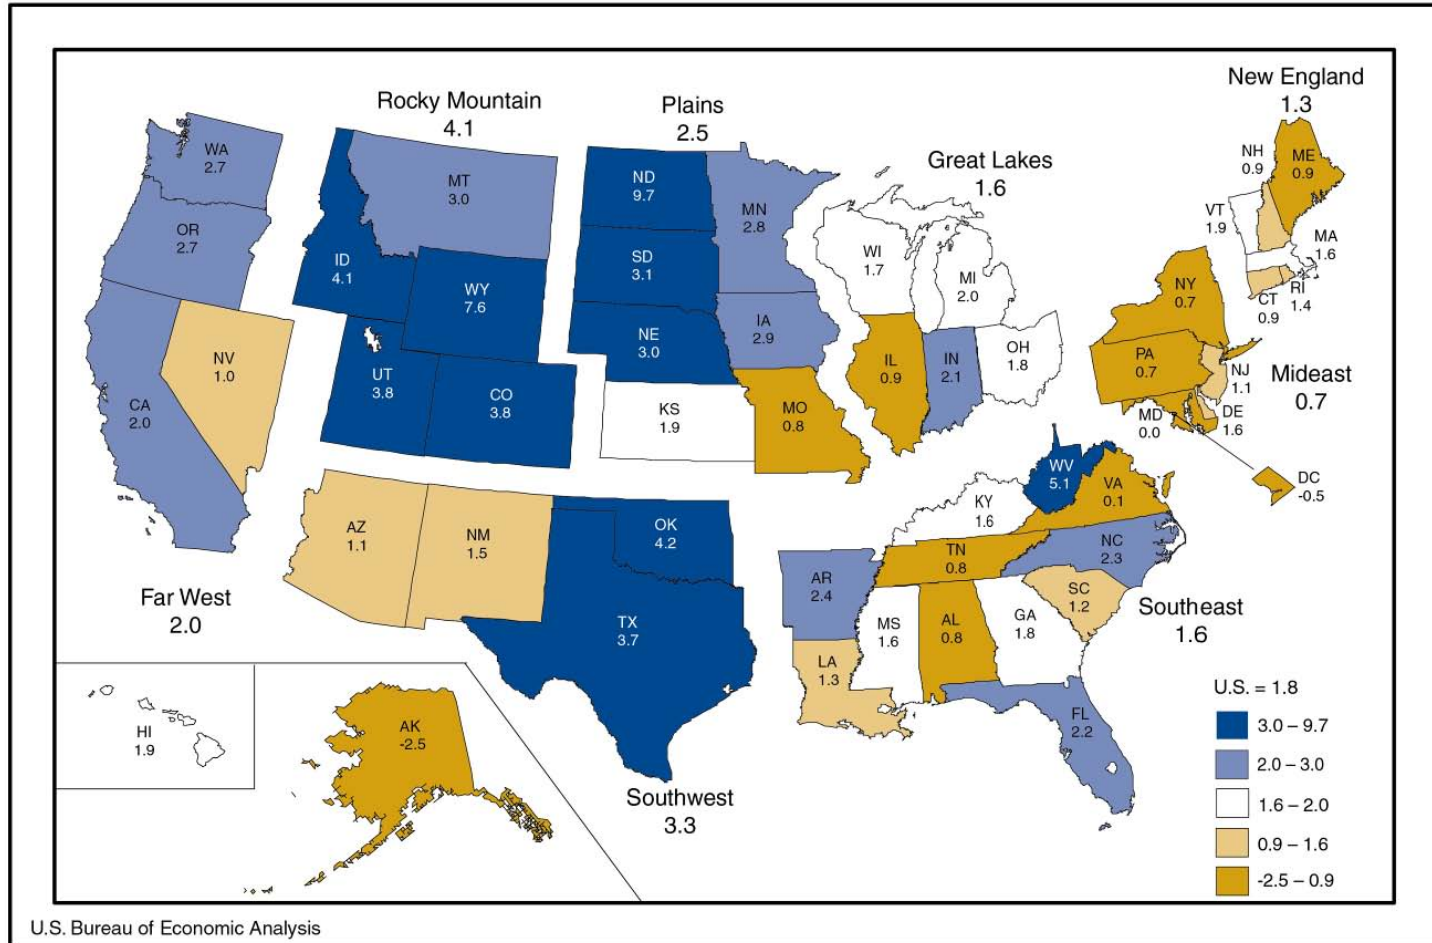 New England
1.3
Rocky Mountain
4.1
Plains
2.5
Great Lakes
1.6
WA
2.7
OR
2.7
CA
2.0
NV
1.0
ID
4.1
MT
3.0
WY
7.6
UT
3.8
CO
3.8
ND
9.7
SD
3.1
NE
3.0
KS
1.9
MN
2.8
IA
2.9
MO
0.8
WI
1.7
MI
2.0
IL
0.9
IN
2.1
OH
1.8
NH
0.9
ME
0.9
VT
1.9
MA
1.6
CT
0.9
RI
1.4
NY
0.7
PA
0.7
NJ
1.1
Mideast
0.7
MD
0.0
DE
1.6
DC
-0.5
AZ
1.1
NM
1.5
OK
4.2
TX
3.7
Far West
2.0
Southwest
3.3
WV
5.1
VA
0.1
KY
1.6
TN
0.8
NC
2.3
AR
2.4
SC
1.2
MS
1.6
AL
0.8
GA
1.8
LA
1.3
FL
2.2
Southeast
1.6
HI
1.9
AK
-2.5
U.S. = 1.8
3.0 – 9.7
2.0 – 3.0
1.6 – 2.0
0.9 – 1.6
-2.5 – 0.9
U.S. Bureau of Economic Analysis